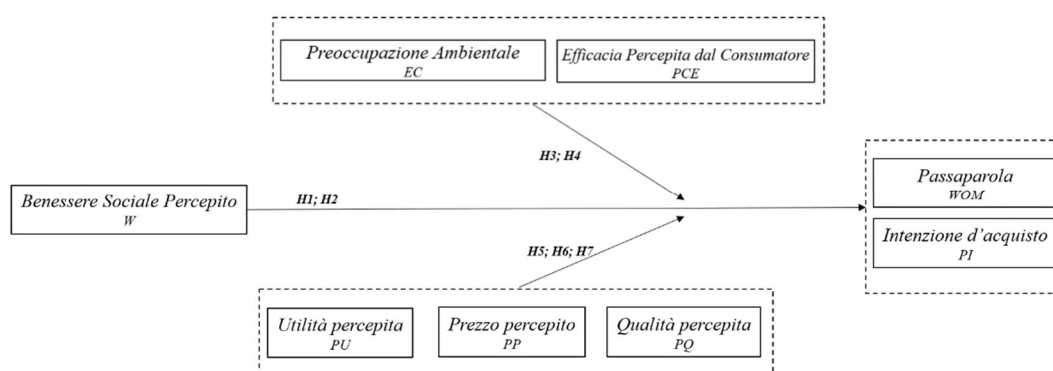 Preoccupazione Ambientale
EC
Efficacia Percepita dal Consumatore
PCE
H3; H4
Benessere Sociale Percepito
W
H1; H2
Passaparola
WOM
Intenzione d’acquisto
PI
H5; H6; H7
Utilità percepita
PU
Prezzo percepito
PP
Qualità percepita
PQ